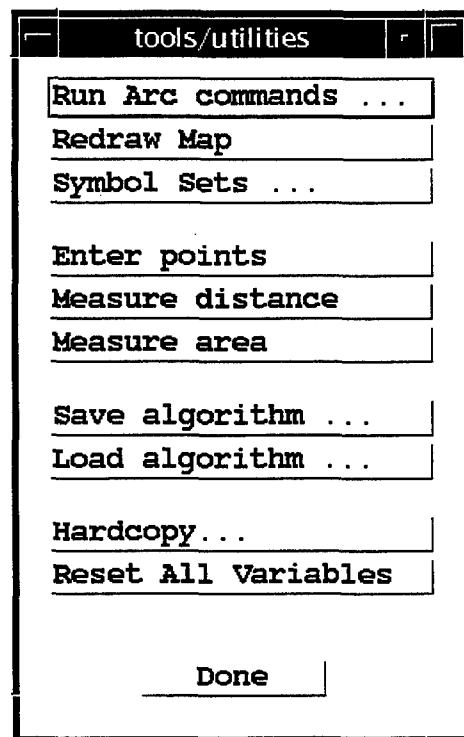 tools/utilities
Run Arc commands ...
Redraw Map
Symbol Sets ...
Enter points
Measure distance
Measure area
Save algorithm ...
Load algorithm ...
Hardcopy...
Reset All Variables
Done